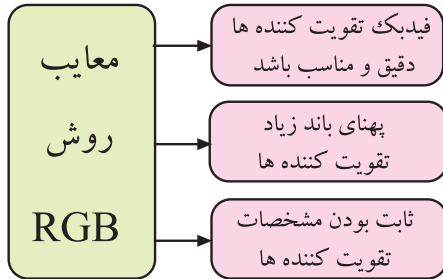 معایب
روش
RGB
فیدبک تقویت کننده ها
دقیق و مناسب باشد
پهنای باند زیاد
تقویت کننده ها
ثابت بودن مشخصات
تقویت کننده ها